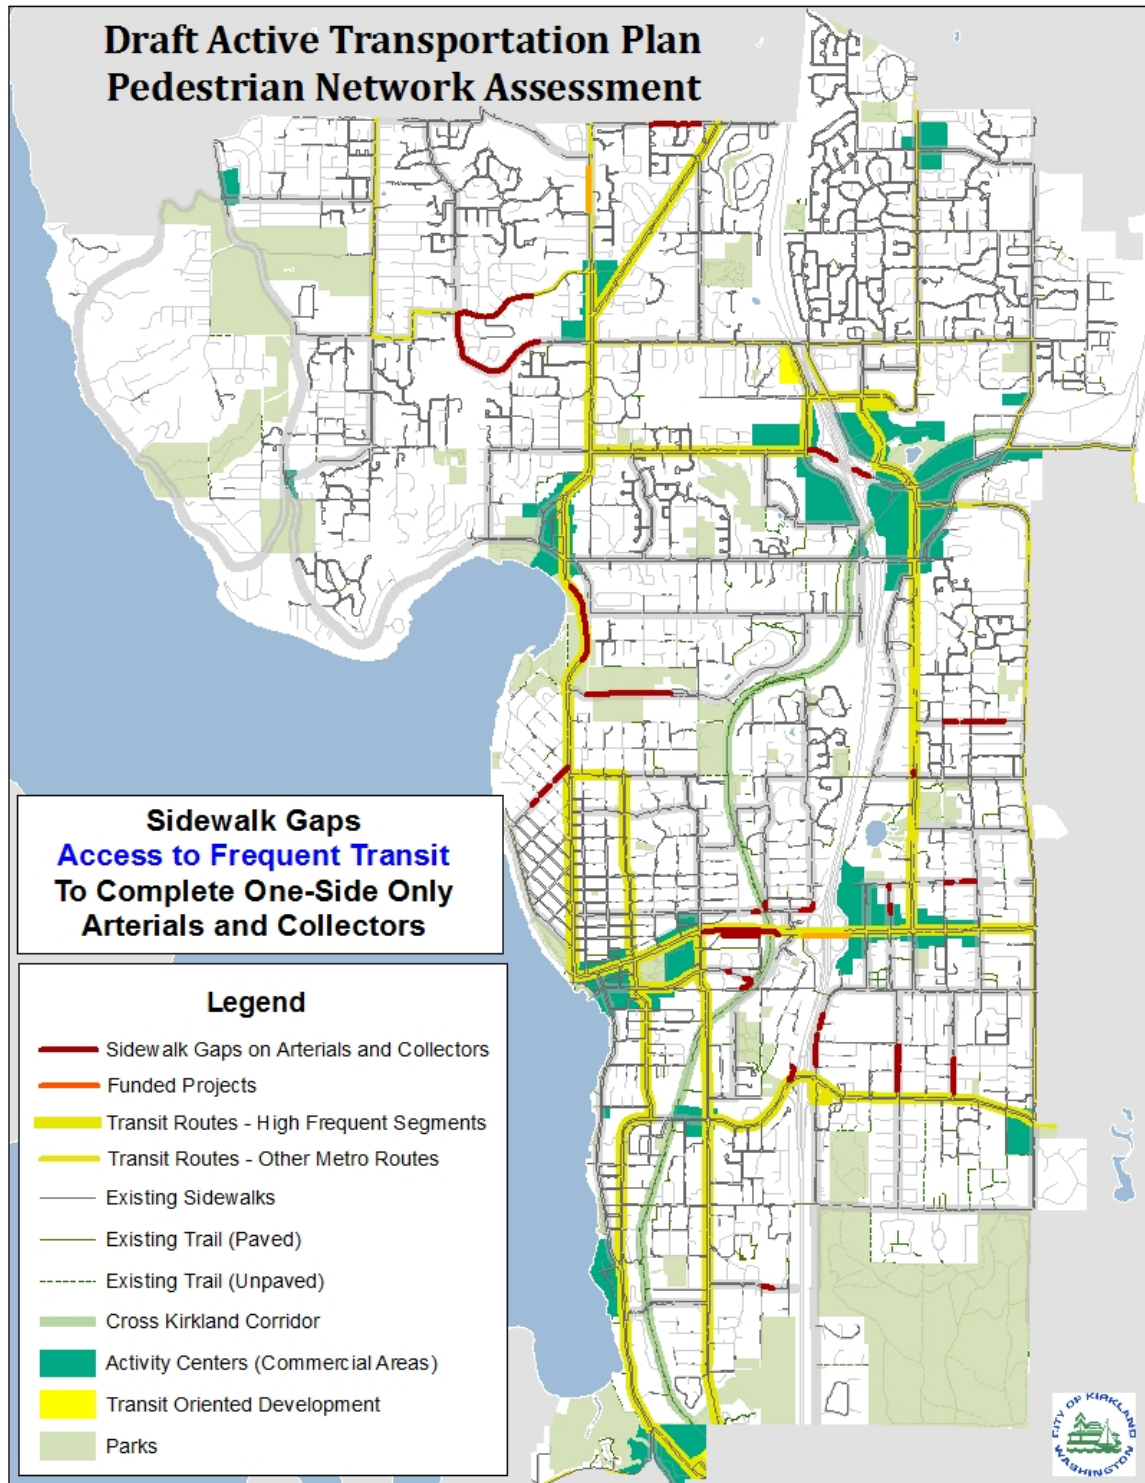 Draft Active Transportation Plan
Pedestrian Network Assessment
Sidewalk Gaps
Access to Frequent Transit
To Complete One-Side Only
Arterials and Collectors
Legend
Sidewalk Gaps on Arterials and Collectors
Funded Projects
Transit Routes - High Frequent Segments
Transit Routes - Other Metro Routes
Existing Sidewalks
Existing Trail (Paved)
Existing Trail (Unpaved)
Cross Kirkland Corridor
Activity Centers (Commercial Areas)
Transit Oriented Development
Parks
CITY OF KIRKLAND
WASHINGTON